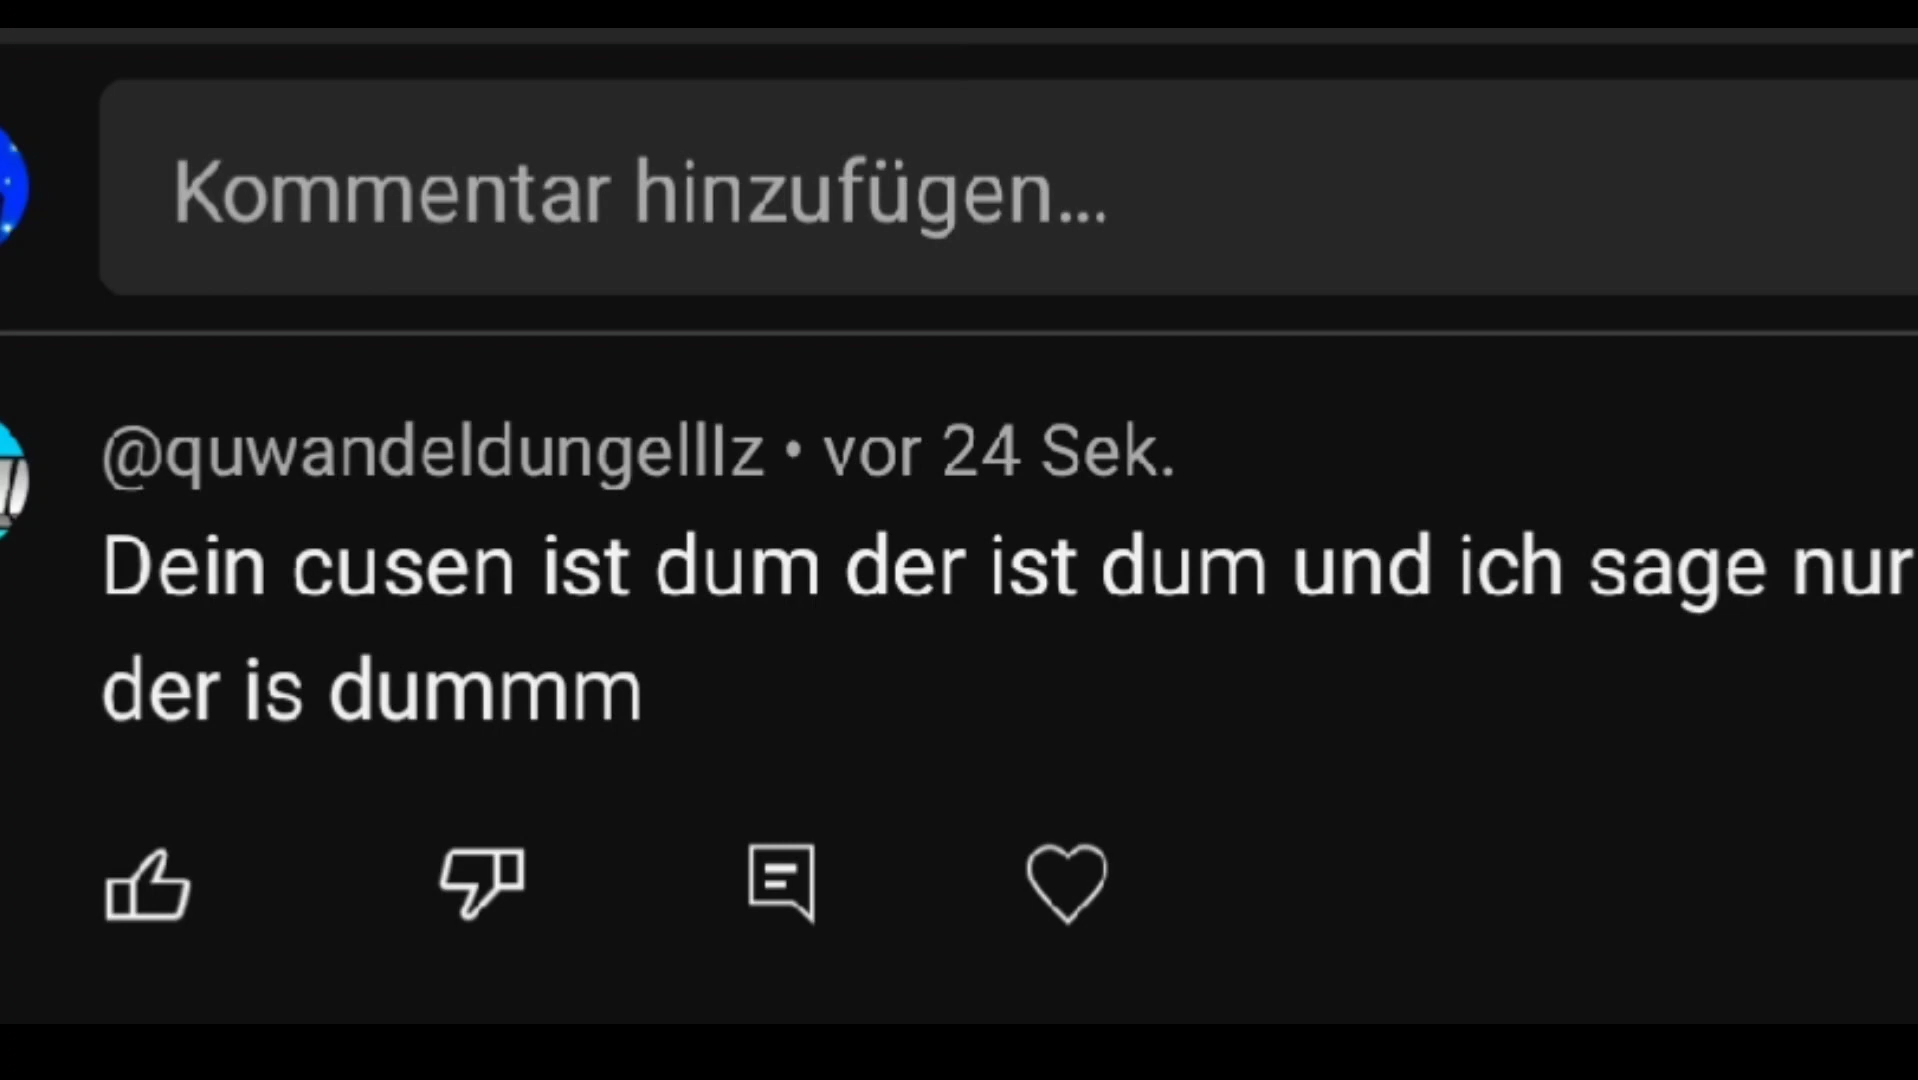 Kommentar hinzufügen...
@quwandeldungelllz • vor 24 Sek.
Dein cusen ist dum der ist dum und ich sage nur
der is dummm